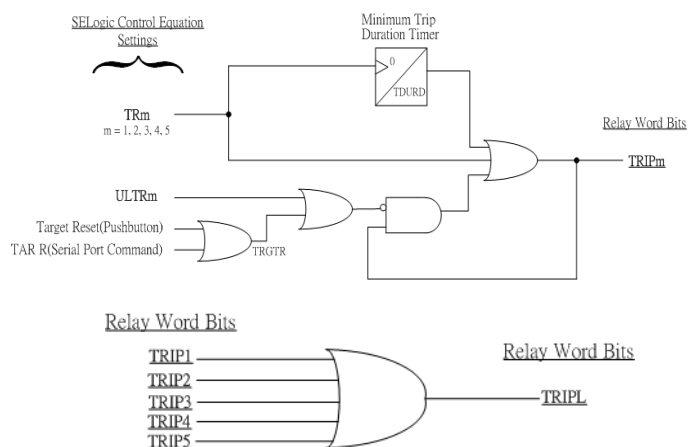 SELogic Control Equation
Settings
Minimum Trip
Duration Timer
0
TDURD
TRm
m = 1, 2, 3, 4, 5
Relay Word Bits
TRIPm
ULTRm
Target Reset(Pushbutton)
TAR R(Serial Port Command)
TRGTR
Relay Word Bits
TRIP1
TRIP2
TRIP3
TRIP4
TRIP5
Relay Word Bits
TRIPL